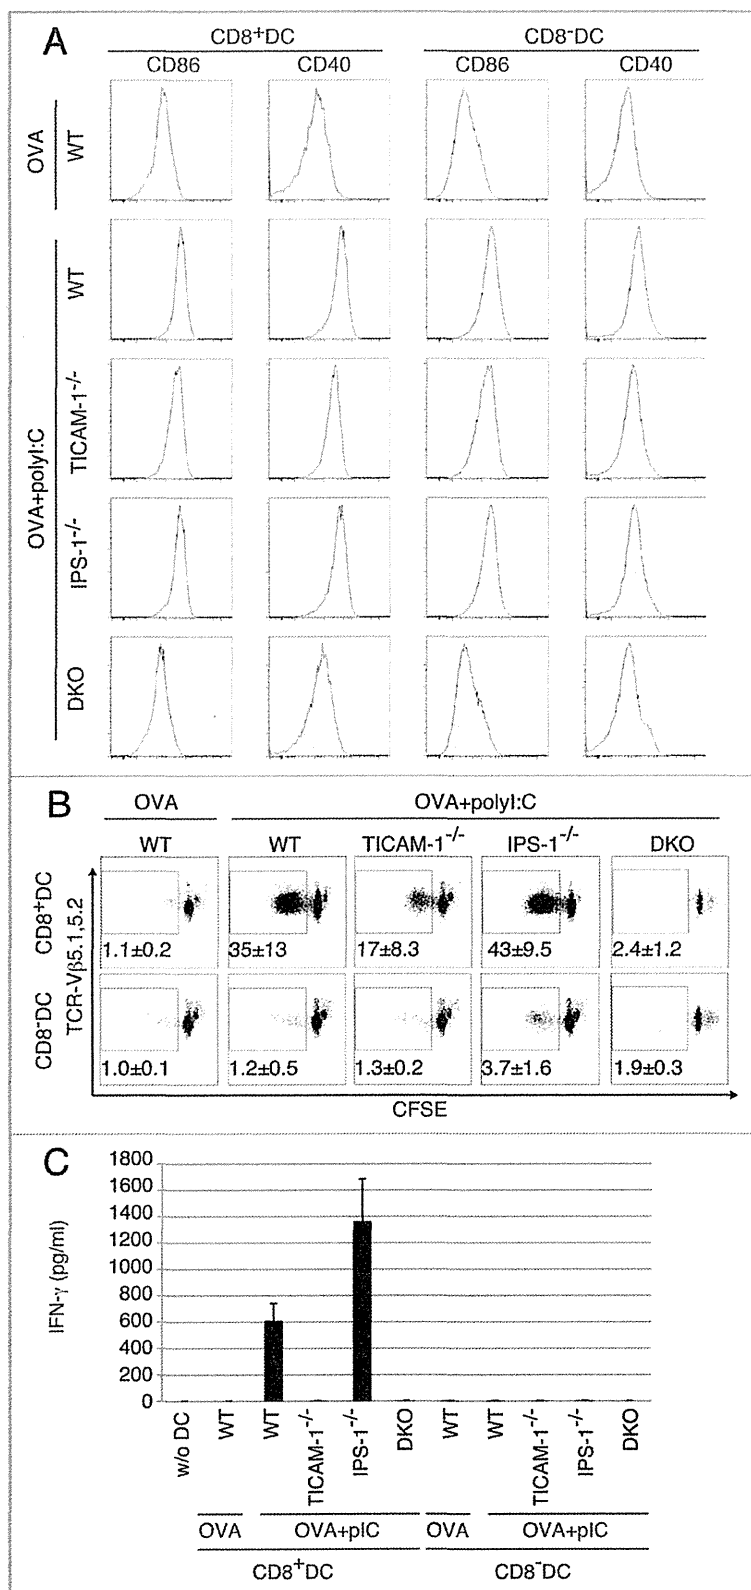 A
CD8+DC CD8-DC
CD86 CD40 CD86 CD40
OVA
WT
OVA+polyI:C
WT
TICAM-1-/-
IPS-1-/-
DKO
B
OVA OVA+polyI:C
WT WT TICAM-1-/- IPS-1-/- DKO
TCR-Vβ5.1,5.2
CD8+DC
1.1±0.2 35±13 17±8.3 43±9.5 2.4±1.2
CD8-DC
1.0±0.1 1.2±0.5 1.3±0.2 3.7±1.6 1.9±0.3
CFSE
C
IFN-γ (pg/ml)
1800
1600
1400
1200
1000
800
600
400
200
0
w/o DC WT WT TICAM-1-/- IPS-1-/- DKO WT WT TICAM-1-/- IPS-1-/- DKO
OVA OVA+pIC OVA OVA+pIC
CD8+DC CD8-DC